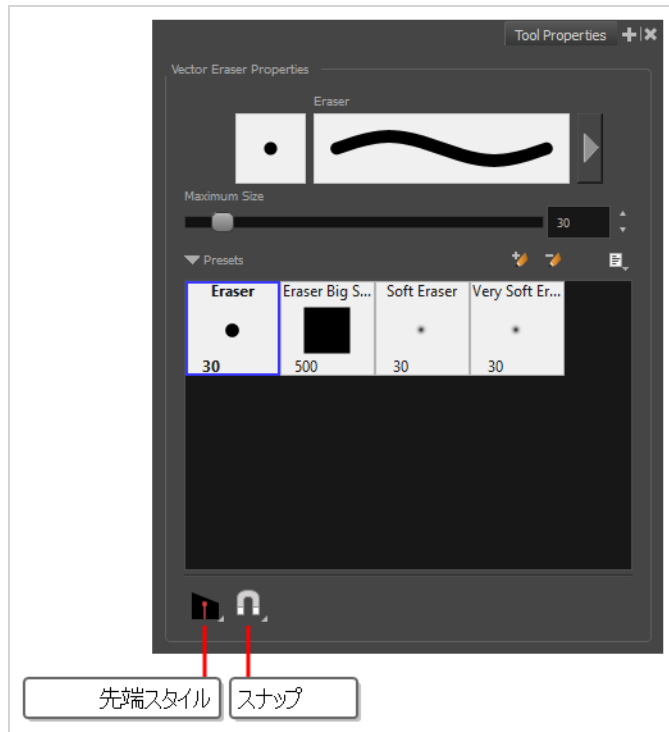 Tool Properties
Vector Eraser Properties
Eraser
Maximum Size
30
Presets
Eraser
Eraser Big S...
Soft Eraser
Very Soft Er...
30
500
30
30
先端スタイル
スナップ